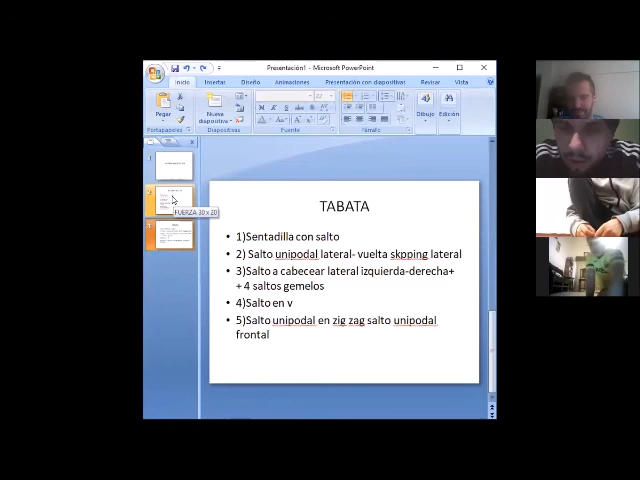 Presentación1 - Microsoft PowerPoint
Inicio Insertar Diseño Animaciones Presentación con diapositivas Revisar Vista
Pegar
Nueva diapositiva
Dibujo
Edición
Portapapeles Diapositivas Fuente Párrafo
1
2
3
FUERZA 30 x 20
TABATA
• 1)Sentadilla con salto
• 2) Salto unipodal lateral- vuelta skpping lateral
• 3)Salto a cabecear lateral izquierda-derecha+
+ 4 saltos gemelos
• 4)Salto en v
• 5)Salto unipodal en zig zag salto unipodal
frontal